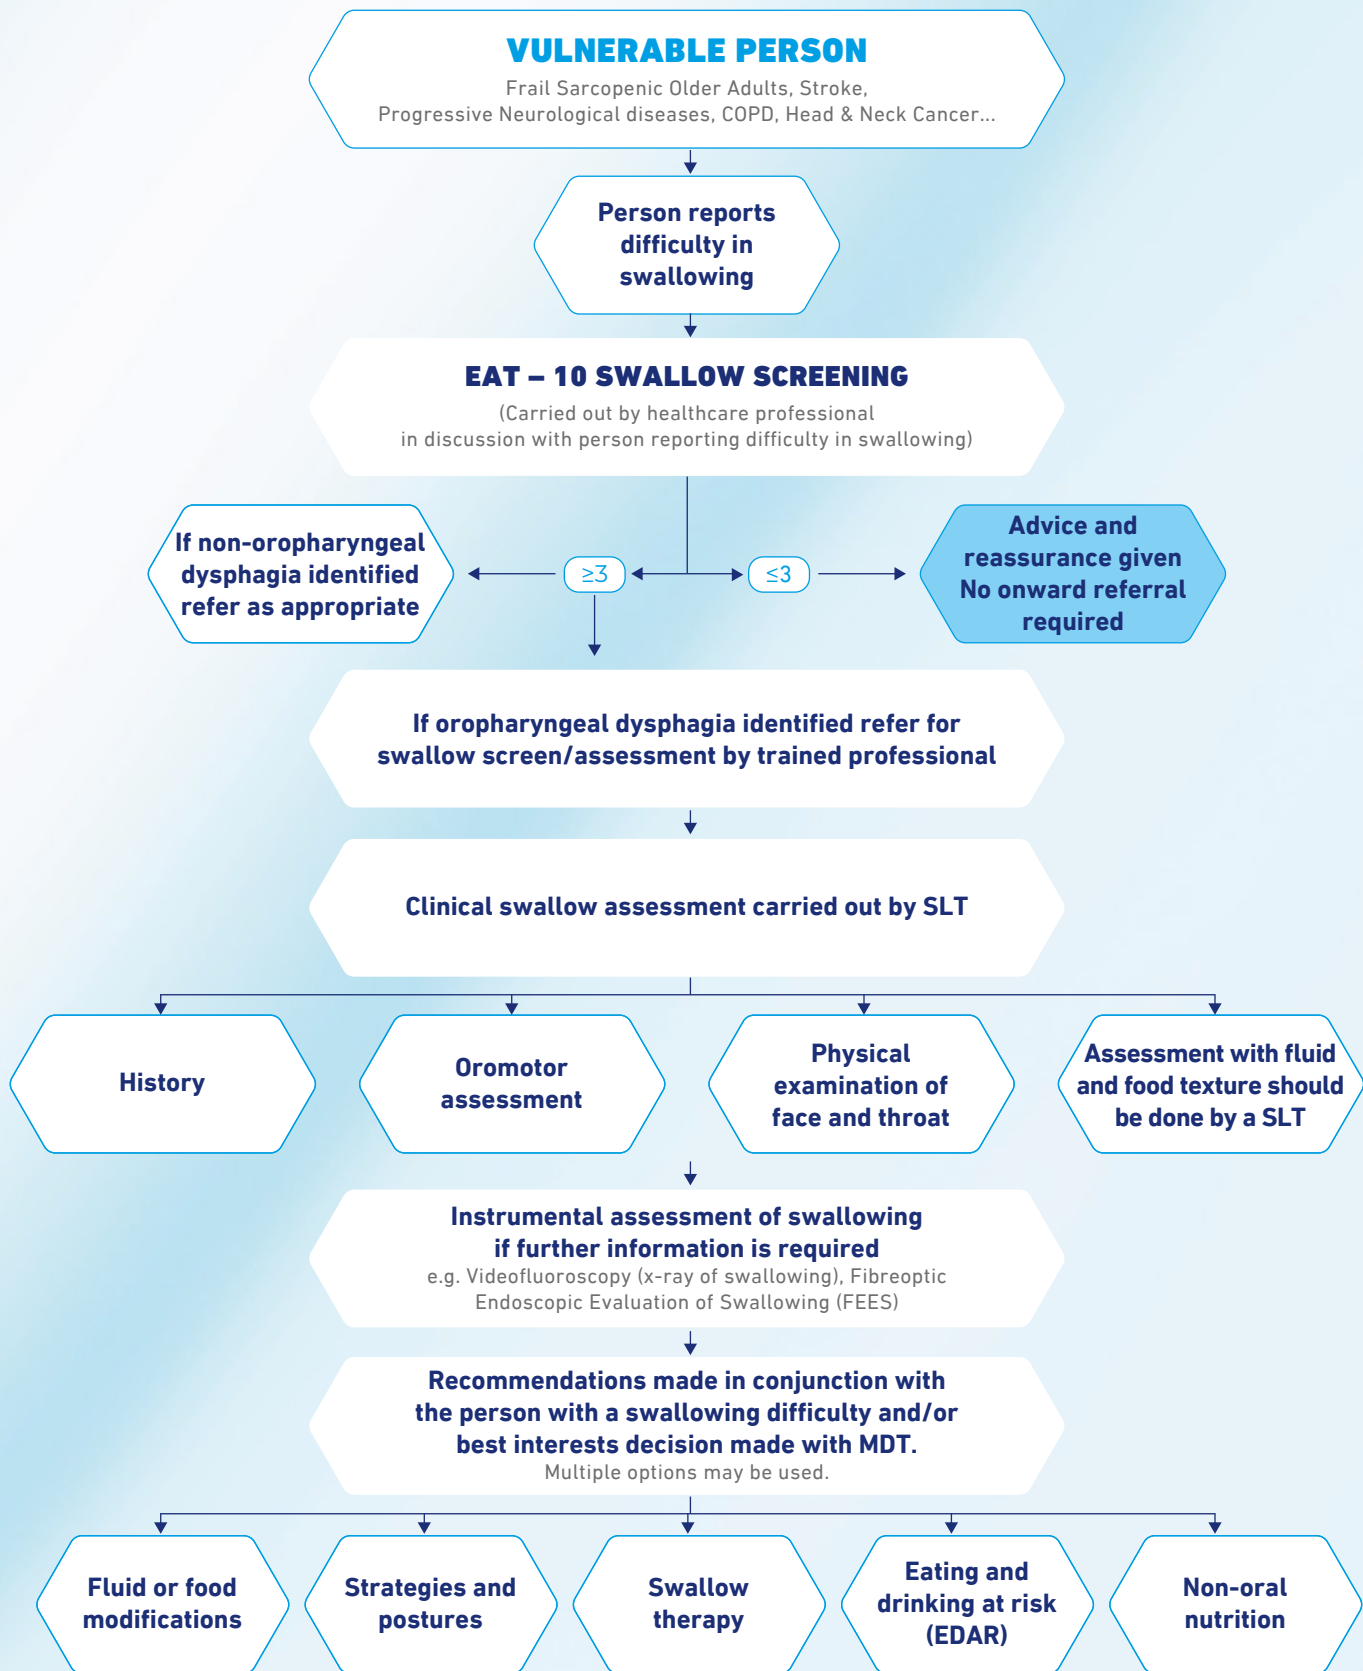 VULNERABLE PERSON
Frail Sarcopenic Older Adults, Stroke,
Progressive Neurological diseases, COPD, Head & Neck Cancer...
Person reports
difficulty in
swallowing
EAT – 10 SWALLOW SCREENING
(Carried out by healthcare professional
in discussion with person reporting difficulty in swallowing)
If non-oropharyngeal
dysphagia identified
refer as appropriate
≥3
≤3
Advice and
reassurance given
No onward referral
required
If oropharyngeal dysphagia identified refer for
swallow screen/assessment by trained professional
Clinical swallow assessment carried out by SLT
History
Oromotor
assessment
Physical
examination of
face and throat
Assessment with fluid
and food texture should
be done by a SLT
Instrumental assessment of swallowing
if further information is required
e.g. Videofluoroscopy (x-ray of swallowing), Fibreoptic
Endoscopic Evaluation of Swallowing (FEES)
Recommendations made in conjunction with
the person with a swallowing difficulty and/or
best interests decision made with MDT.
Multiple options may be used.
Fluid or food
modifications
Strategies and
postures
Swallow
therapy
Eating and
drinking at risk
(EDAR)
Non-oral
nutrition